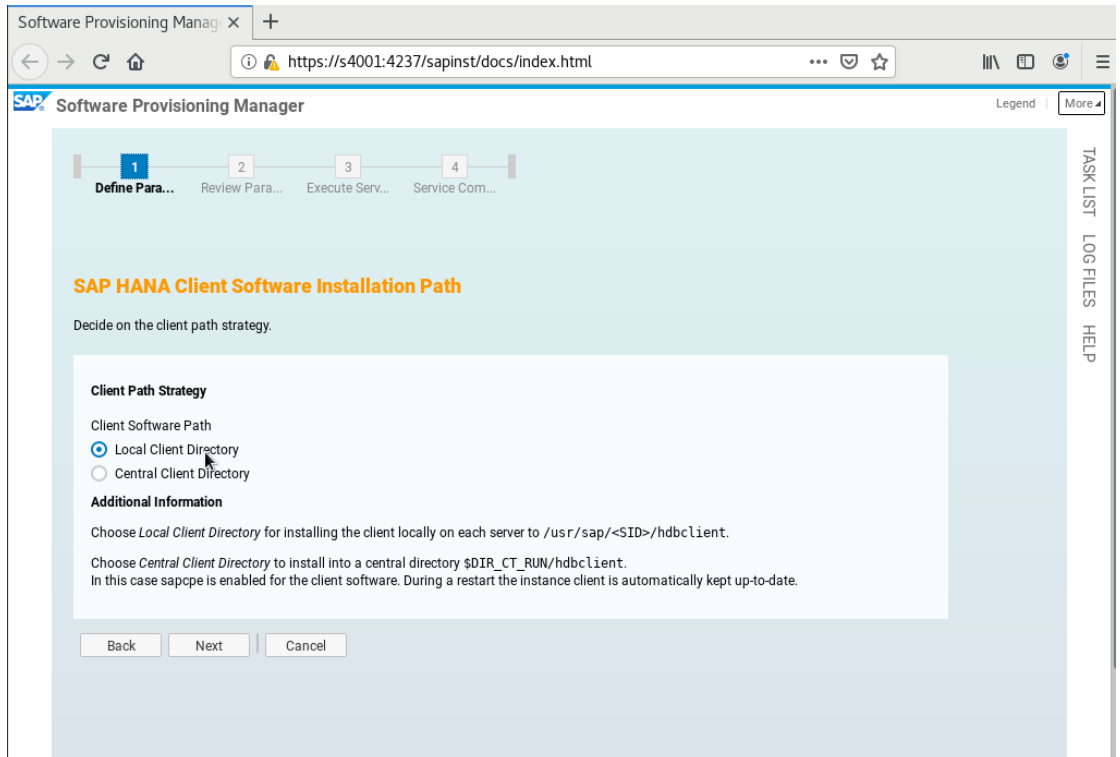 Software Provisioning Manag
https://s4001:4237/sapinst/docs/index.html
SAP
Software Provisioning Manager
Legend
More
1
2
3
4
Define Para...
Review Para...
Execute Serv...
Service Com...
TASK LIST
LOG FILES
HELP
SAP HANA Client Software Installation Path
Decide on the client path strategy.
Client Path Strategy
Client Software Path
Local Client Directory
Central Client Directory
Additional Information
Choose Local Client Directory for installing the client locally on each server to /usr/sap/<SID>/hdbclient.
Choose Central Client Directory to install into a central directory $DIR_CT_RUN/hdbclient.
In this case sapcpe is enabled for the client software. During a restart the instance client is automatically kept up-to-date.
Back
Next
Cancel